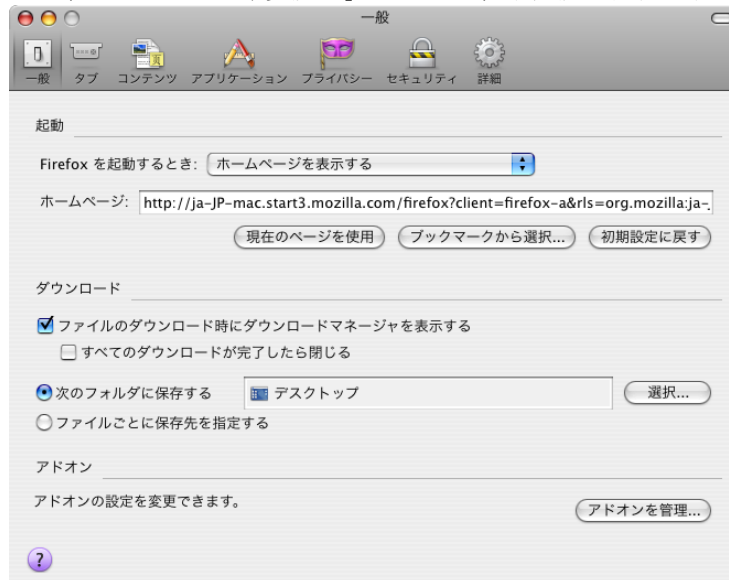 一般
一般 タブ コンテンツ アプリケーション プライバシー セキュリティ 詳細
起動
Firefox を起動するとき: ホームページを表示する
ホームページ: http://ja-JP-mac.start3.mozilla.com/firefox?client=firefox-a&rls=org.mozilla:ja-
現在のページを使用 ブックマークから選択... 初期設定に戻す
ダウンロード
ファイルのダウンロード時にダウンロードマネージャを表示する
すべてのダウンロードが完了したら閉じる
次のフォルダに保存する デスクトップ 選択...
ファイルごとに保存先を指定する
アドオン
アドオンの設定を変更できます。
アドオンを管理...
?